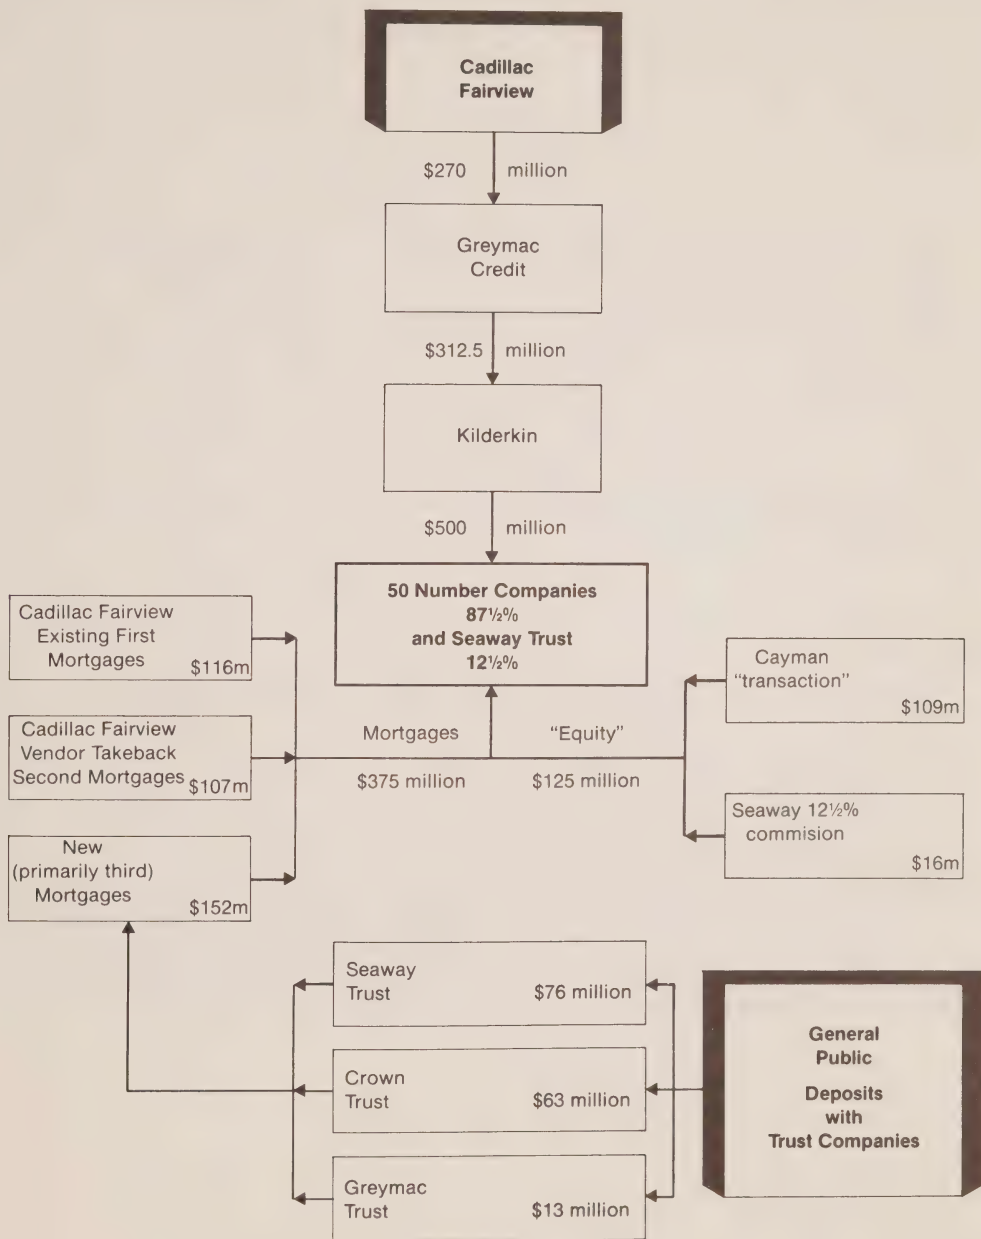 Cadillac
Fairview
$270 million
Greymac
Credit
$312.5 million
Kilderkin
$500 million
50 Number Companies
87½%
and Seaway Trust
12½%
Cadillac Fairview
Existing First
Mortgages
$116m
Cadillac Fairview
Vendor Takeback
Second Mortgages
$107m
New
(primarily third)
Mortgages
$152m
Mortgages
$375 million
"Equity"
$125 million
Cayman
"transaction"
$109m
Seaway 12½%
commision
$16m
Seaway
Trust
$76 million
Crown
Trust
$63 million
Greymac
Trust
$13 million
General
Public
Deposits
with
Trust Companies